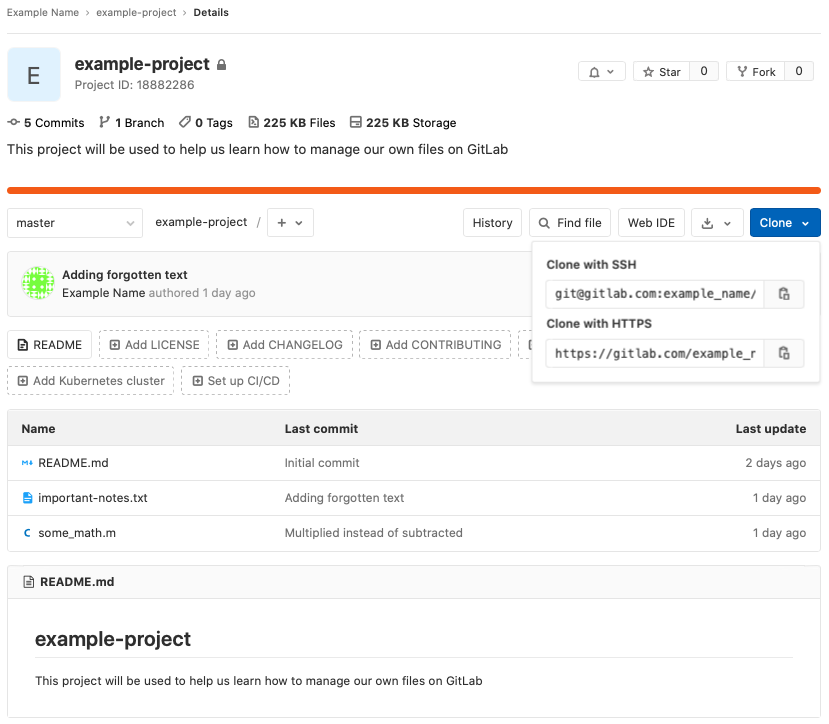 Example Name › example-project › Details
E
example-project
Project ID: 18882286
Star 0
Fork 0
5 Commits 1 Branch 0 Tags 225 KB Files 225 KB Storage
This project will be used to help us learn how to manage our own files on GitLab
master
example-project / +
History
Find file
Web IDE
Clone
Adding forgotten text
Example Name authored 1 day ago
Clone with SSH
git@gitlab.com:example_name/
Clone with HTTPS
https://gitlab.com/example_
README Add LICENSE Add CHANGELOG Add CONTRIBUTING
Add Kubernetes cluster Set up CI/CD
Name Last commit Last update
README.md Initial commit 2 days ago
important-notes.txt Adding forgotten text 1 day ago
C some_math.m Multiplied instead of subtracted 1 day ago
README.md
example-project
This project will be used to help us learn how to manage our own files on GitLab